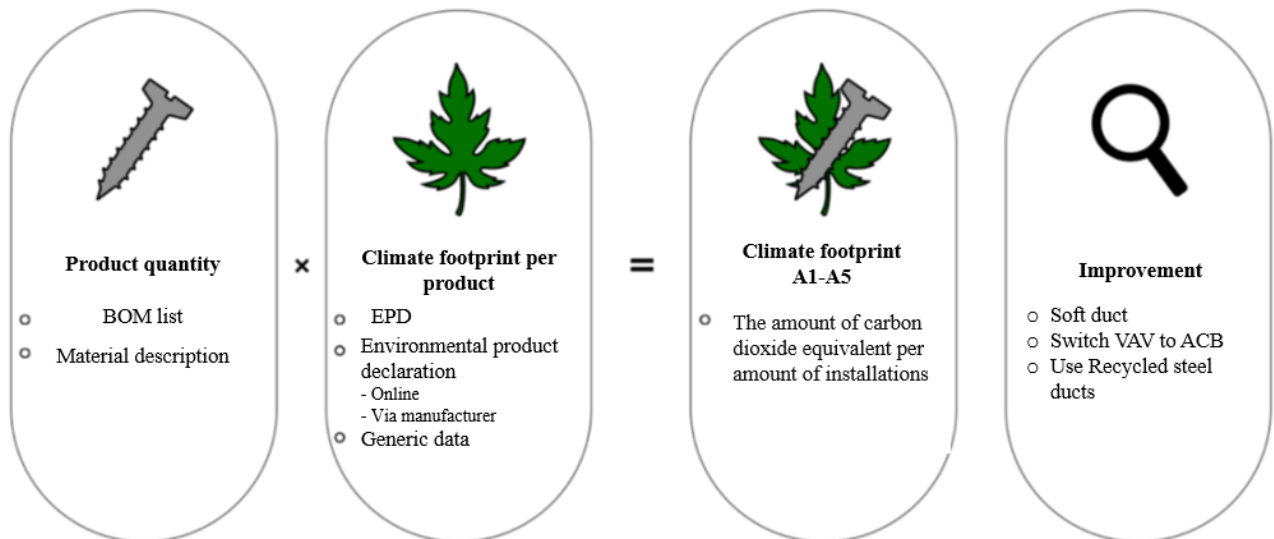 Product quantity
BOM list
Material description
×
Climate footprint per
product
EPD
Environmental product
declaration
- Online
- Via manufacturer
Generic data
=
Climate footprint
A1-A5
The amount of carbon
dioxide equivalent per
amount of installations
Improvement
Soft duct
Switch VAV to ACB
Use Recycled steel
ducts